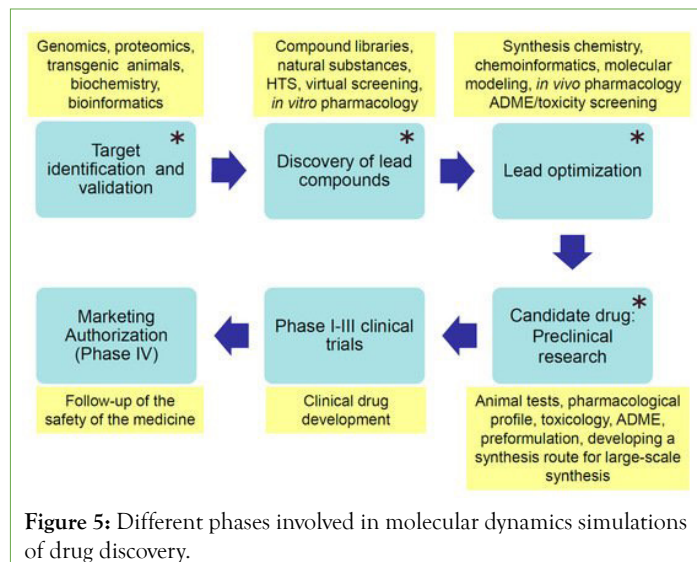 Genomics, proteomics,
transgenic animals,
biochemistry,
bioinformatics
Compound libraries,
natural substances,
HTS, virtual screening,
in vitro pharmacology
Synthesis chemistry,
chemoinformatics, molecular
modeling, in vivo pharmacology
ADME/toxicity screening
*
Target
identification and
validation
*
Discovery of lead
compounds
*
Lead optimization
Marketing
Authorization
(Phase IV)
Phase I-III clinical
trials
*
Candidate drug:
Preclinical
research
Follow-up of the
safety of the medicine
Clinical drug
development
Animal tests, pharmacological
profile, toxicology, ADME,
preformulation, developing a
synthesis route for large-scale
synthesis
Figure 5: Different phases involved in molecular dynamics simulations
of drug discovery.